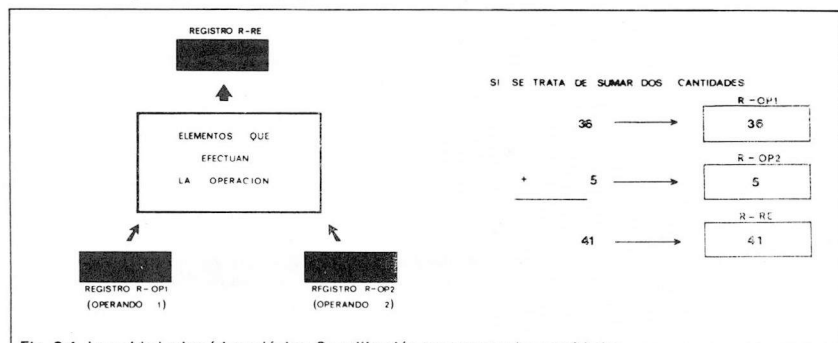 REGISTRO R-RE
ELEMENTOS QUE
EFECTUAN
LA OPERACION
REGISTRO R-OP1
(OPERANDO 1)
REGISTRO R-OP2
(OPERANDO 2)
SI SE TRATA DE SUMAR DOS CANTIDADES
R-OP1
36 36
R-OP2
+ 5 5
R-RE
41 41